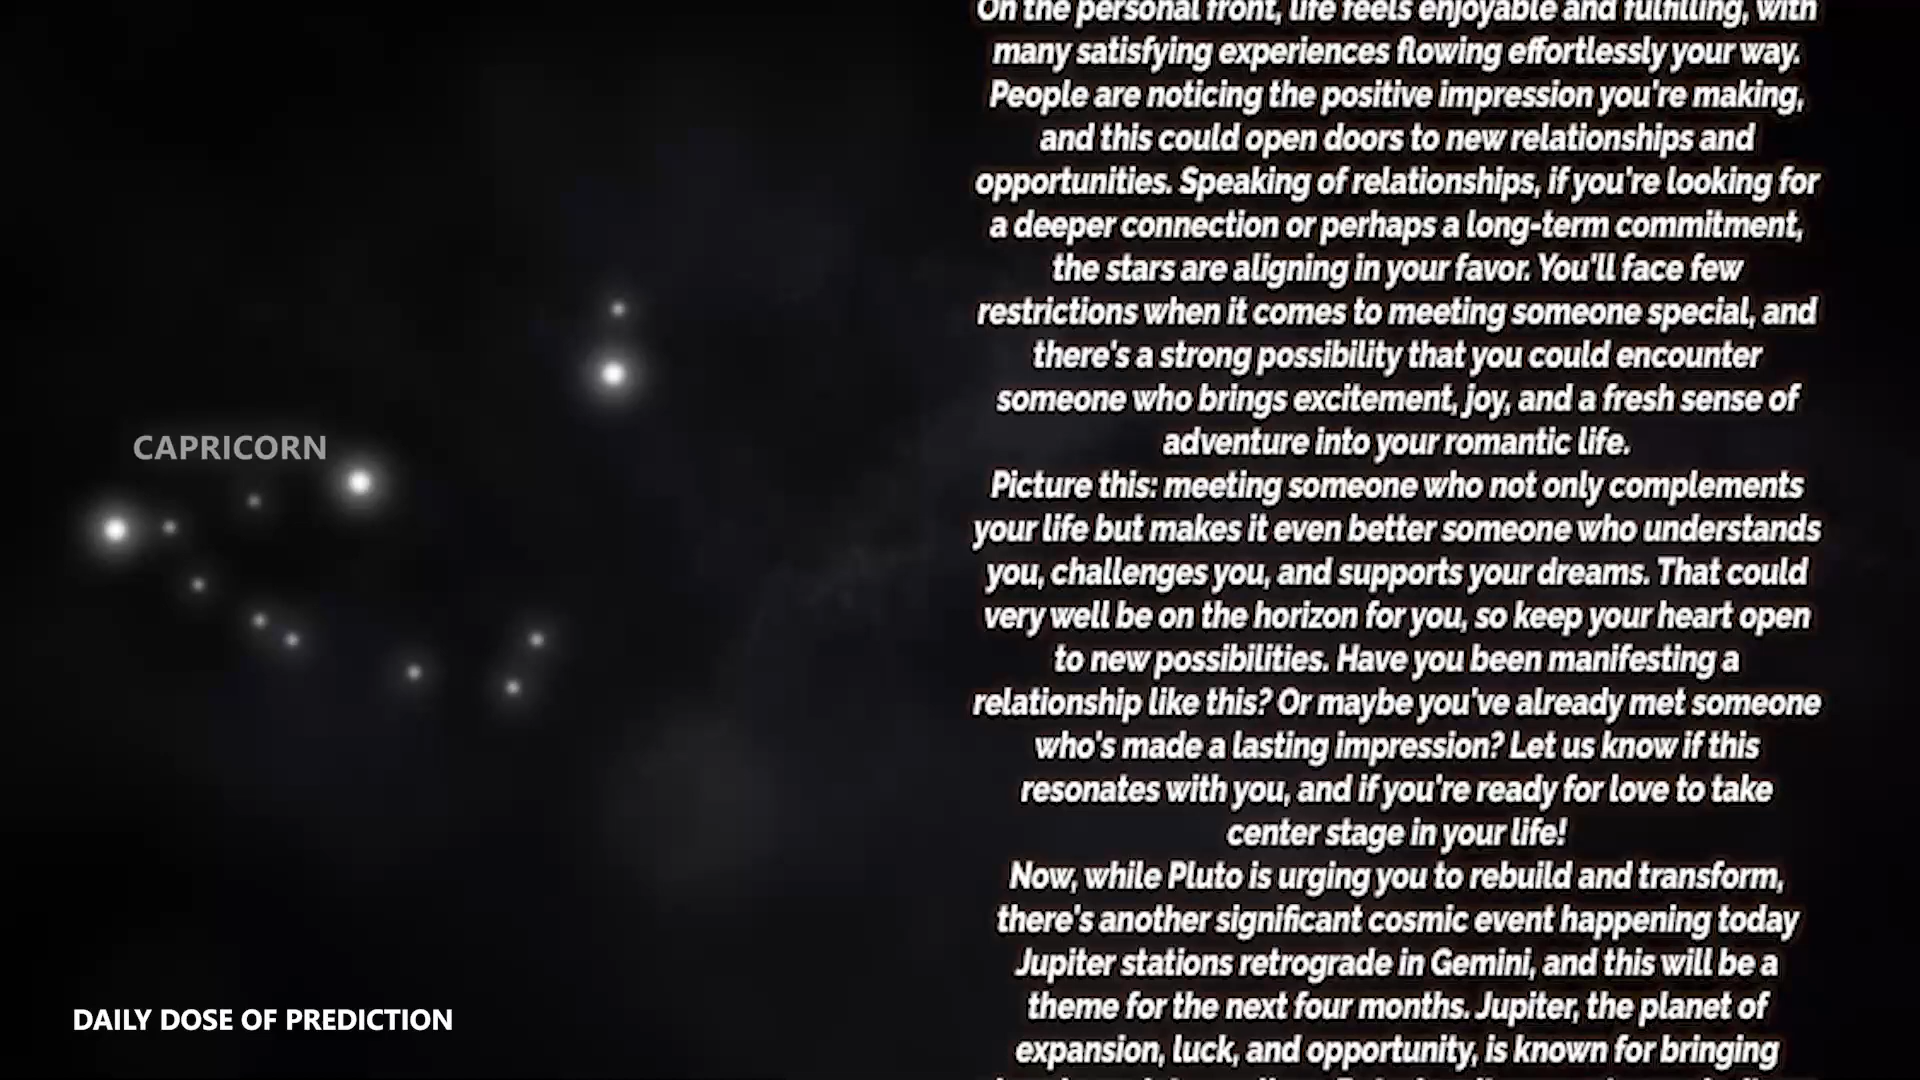 On the personal front, life feels enjoyable and fulfilling, with
many satisfying experiences flowing effortlessly your way.
People are noticing the positive impression you're making,
and this could open doors to new relationships and
opportunities. Speaking of relationships, if you're looking for
a deeper connection or perhaps a long-term commitment,
the stars are aligning in your favor. You'll face few
restrictions when it comes to meeting someone special, and
there's a strong possibility that you could encounter
someone who brings excitement, joy, and a fresh sense of
adventure into your romantic life.
Picture this: meeting someone who not only complements
your life but makes it even better someone who understands
you, challenges you, and supports your dreams. That could
very well be on the horizon for you, so keep your heart open
to new possibilities. Have you been manifesting a
relationship like this? Or maybe you've already met someone
who's made a lasting impression? Let us know if this
resonates with you, and if you're ready for love to take
center stage in your life!
Now, while Pluto is urging you to rebuild and transform,
there's another significant cosmic event happening today
Jupiter stations retrograde in Gemini, and this will be a
theme for the next four months. Jupiter, the planet of
expansion, luck, and opportunity, is known for bringing
CAPRICORN
DAILY DOSE OF PREDICTION